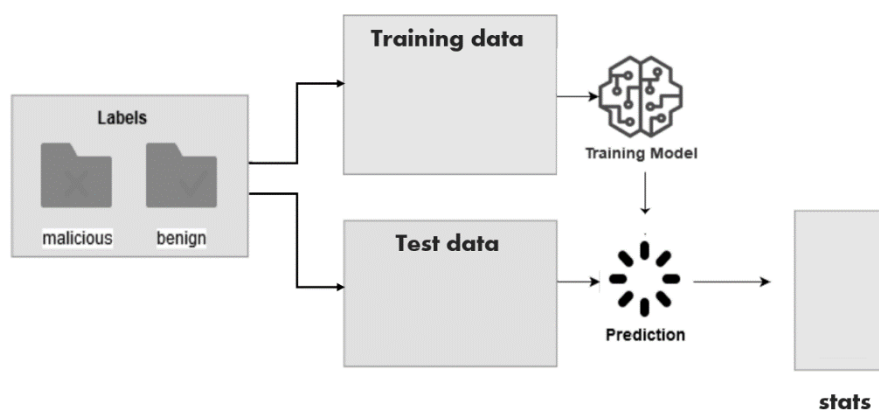 Labels
malicious
benign
Training data
Training Model
Test data
Prediction
stats